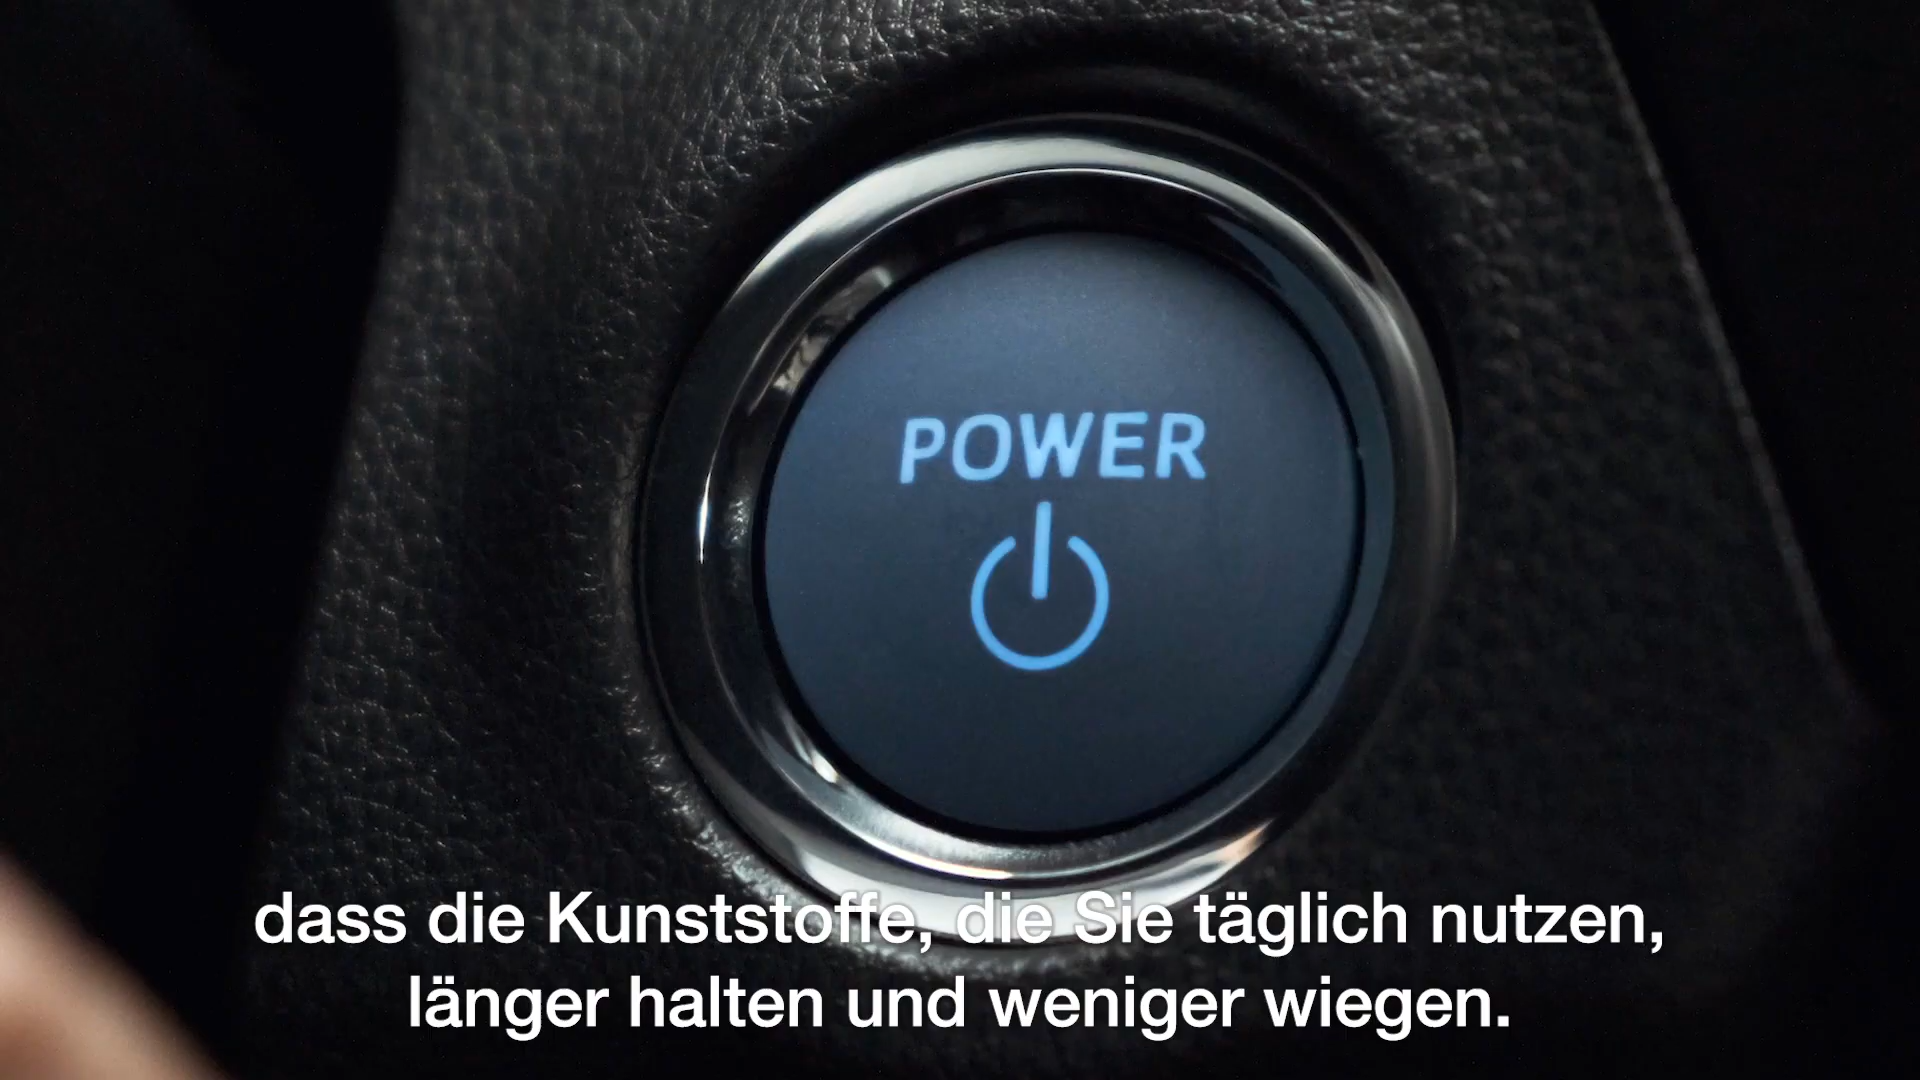 POWER
dass die Kunststoffe, die Sie täglich nutzen,
länger halten und weniger wiegen.